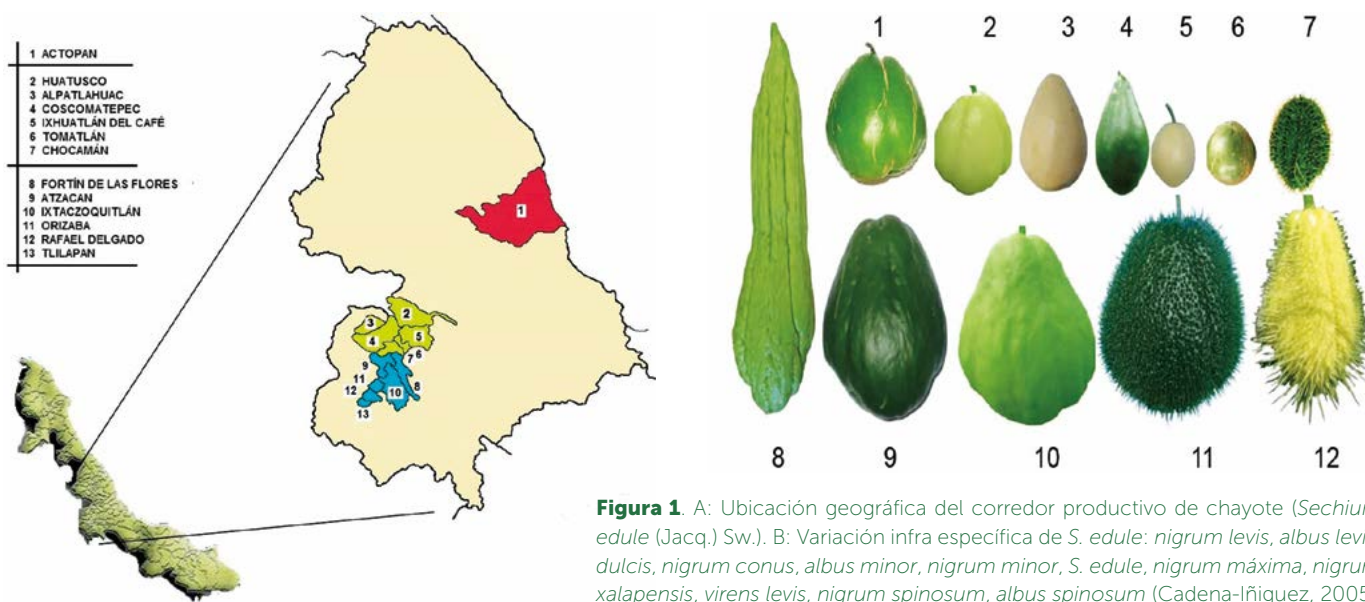 1 ACTOPAN
2 HUATUSCO
3 ALPATLAHUAC
4 COSCOMATEPEC
5 IXHUATLÁN DEL CAFÉ
6 TOMATLÁN
7 CHOCAMÁN
8 FORTÍN DE LAS FLORES
9 ATZACAN
10 IXTACZOQUITLÁN
11 ORIZABA
12 RAFAEL DELGADO
13 TLILAPAN
1
2
3
5
4
6
7
9
8
11
12
10
13
1 2 3 4 5 6 7
8 9 10 11 12
Figura 1. A: Ubicación geográfica del corredor productivo de chayote (Sechium
edule (Jacq.) Sw.). B: Variación infra específica de S. edule: nigrum levis, albus levis
dulcis, nigrum conus, albus minor, nigrum minor, S. edule, nigrum máxima, nigrum
xalapensis, virens levis, nigrum spinosum, albus spinosum (Cadena-Iñiguez, 2005